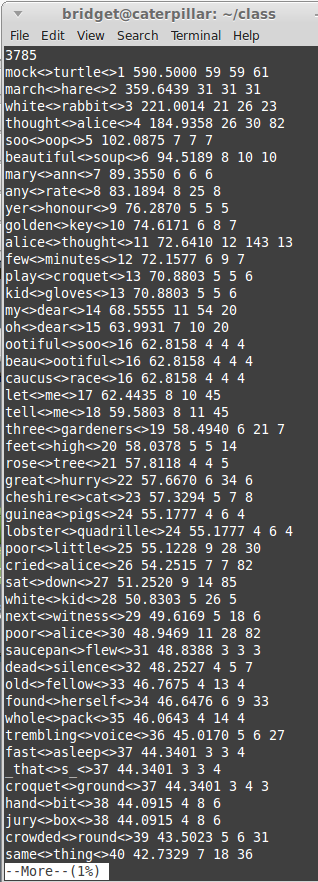 bridget@caterpillar: ~/class
File Edit View Search Terminal Help
3785
mock<>turtle<>1 590.5000 59 59 61
march<>hare<>2 359.6439 31 31 31
white<>rabbit<>3 221.0014 21 26 23
thought<>alice<>4 184.9358 26 30 82
soo<>oop<>5 102.0875 7 7 7
beautiful<>soup<>6 94.5189 8 10 10
mary<>ann<>7 89.3550 6 6 6
any<>rate<>8 83.1894 8 25 8
yer<>honour<>9 76.2870 5 5 5
golden<>key<>10 74.6171 6 8 7
alice<>thought<>11 72.6410 12 143 13
few<>minutes<>12 72.1577 6 9 7
play<>croquet<>13 70.8803 5 5 6
kid<>gloves<>13 70.8803 5 5 6
my<>dear<>14 68.5555 11 54 20
oh<>dear<>15 63.9931 7 10 20
ootiful<>soo<>16 62.8158 4 4 4
beau<>ootiful<>16 62.8158 4 4 4
caucus<>race<>16 62.8158 4 4 4
let<>me<>17 62.4435 8 10 45
tell<>me<>18 59.5803 8 11 45
three<>gardeners<>19 58.4940 6 21 7
feet<>high<>20 58.0378 5 5 14
rose<>tree<>21 57.8118 4 4 5
great<>hurry<>22 57.6670 6 34 6
cheshire<>cat<>23 57.3294 5 7 8
guinea<>pigs<>24 55.1777 4 6 4
lobster<>quadrille<>24 55.1777 4 6 4
poor<>little<>25 55.1228 9 28 30
cried<>alice<>26 54.2515 7 7 82
sat<>down<>27 51.2520 9 14 85
white<>kid<>28 50.8303 5 26 5
next<>witness<>29 49.6169 5 18 6
poor<>alice<>30 48.9469 11 28 82
saucepan<>flew<>31 48.8388 3 3 3
dead<>silence<>32 48.2527 4 5 7
old<>fellow<>33 46.7675 4 13 4
found<>herself<>34 46.6476 6 9 33
whole<>pack<>35 46.0643 4 14 4
trembling<>voice<>36 45.0170 5 6 27
fast<>asleep<>37 44.3401 3 3 4
_that<>s_<>37 44.3401 3 3 4
croquet<>ground<>37 44.3401 3 4 3
hand<>bit<>38 44.0915 4 8 6
jury<>box<>38 44.0915 4 8 6
crowded<>round<>39 43.5023 5 6 31
same<>thing<>40 42.7329 7 18 36
--More--(1%)